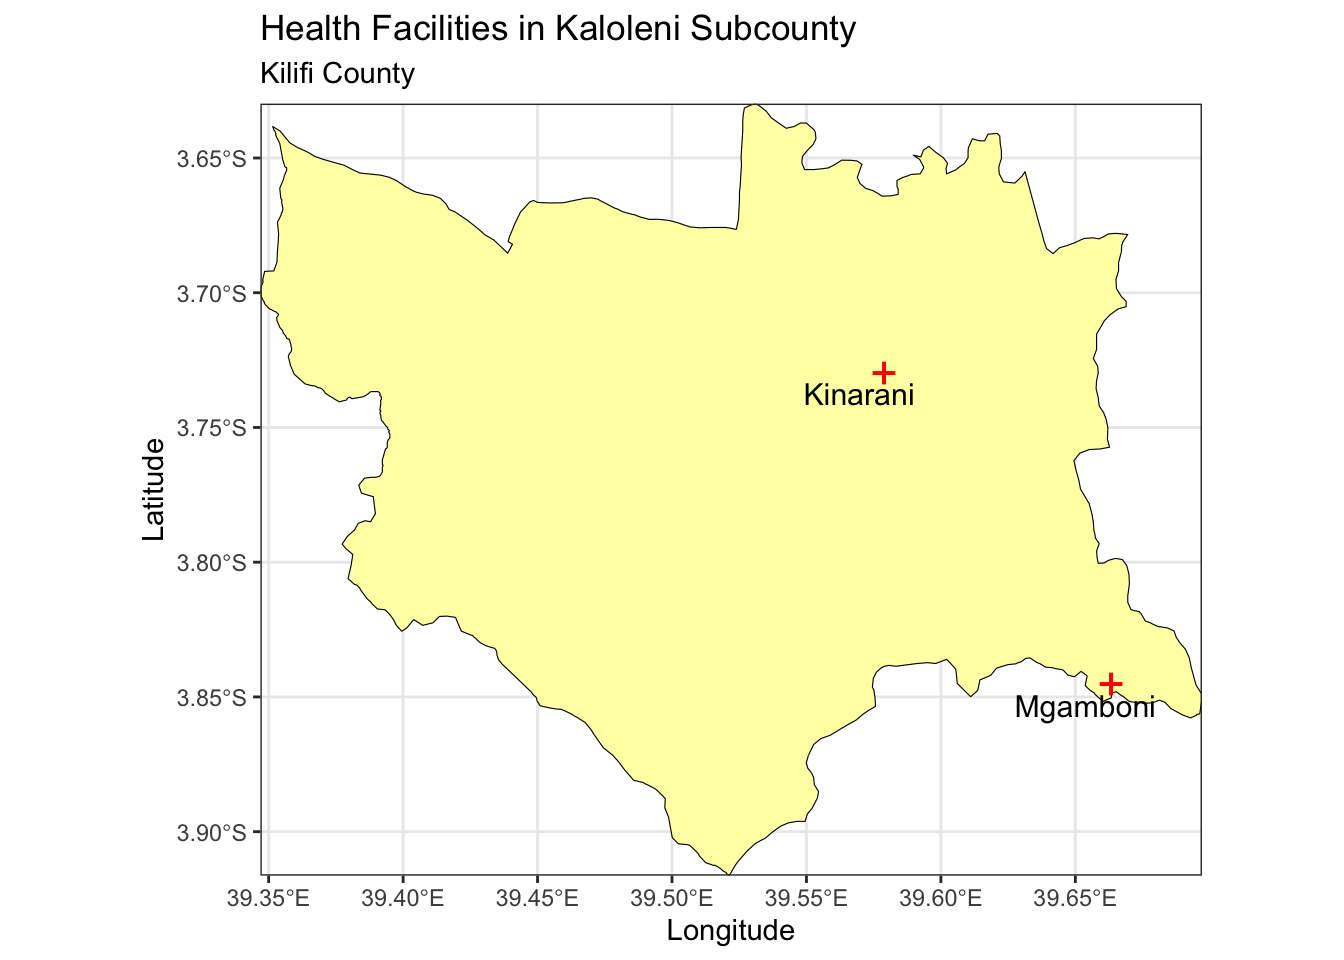 Health Facilities in Kaloleni Subcounty
Kilifi County
3.65°S
3.70°S
3.75°S
3.80°S
3.85°S
3.90°S
Latitude
Kinarani
Mgamboni
39.35°E 39.40°E 39.45°E 39.50°E 39.55°E 39.60°E 39.65°E
Longitude